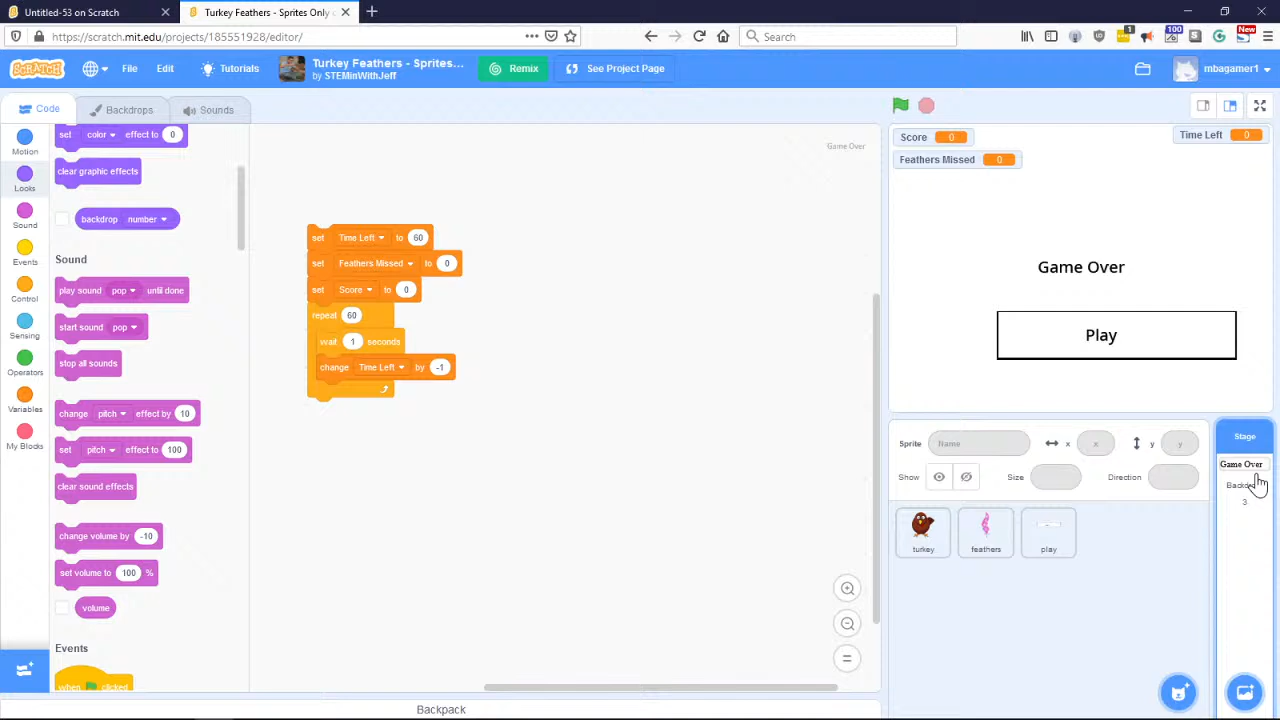 Untitled-53 on Scratch
Turkey Feathers - Sprites Only o
https://scratch.mit.edu/projects/185551928/editor/
Search
1
100
New
SCRATCH
File
Edit
Tutorials
Turkey Feathers - Sprites...
by STEMinWithJeff
Remix
See Project Page
mbagamer1
Code
Backdrops
Sounds
Motion
Looks
Sound
Events
Control
Sensing
Operators
Variables
My Blocks
set color effect to 0
clear graphic effects
backdrop number
Sound
play sound pop until done
start sound pop
stop all sounds
change pitch effect by 10
set pitch effect to 100
clear sound effects
change volume by -10
set volume to 100 %
volume
Events
when clicked
Game Over
set Time Left to 60
set Feathers Missed to 0
set Score to 0
repeat 60
wait 1 seconds
change Time Left by -1
Backpack
Score 0
Time Left 0
Feathers Missed 0
Game Over
Play
Sprite Name x x y y
Show Size Direction
turkey
feathers
play
Stage
Game Over
3